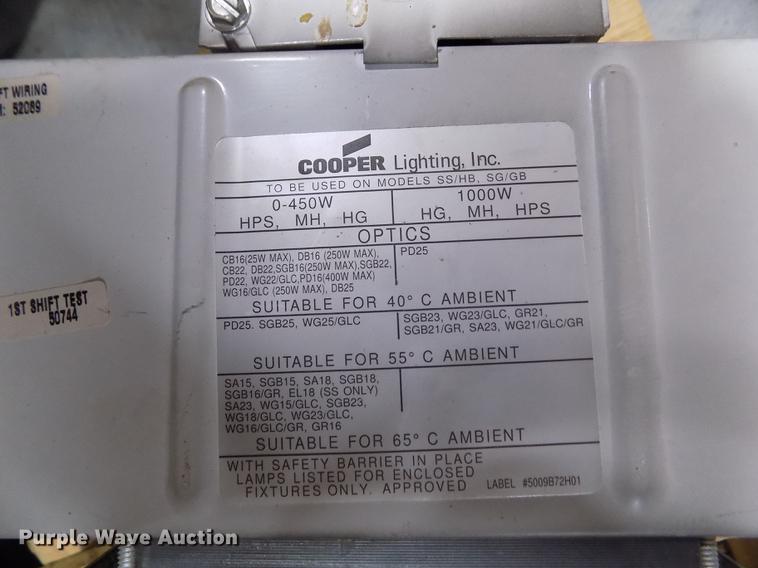 FT WIRING
: 52089
1ST SHIFT TEST
50744
COOPER Lighting, Inc.
TO BE USED ON MODELS SS/HB, SG/GB
0-450W
HPS, MH, HG
1000W
HG, MH, HPS
OPTICS
CB16(25W MAX), DB16 (250W MAX),
CB22, DB22,SGB16(250W MAX),SGB22,
PD22, WG22/GLC,PD16(400W MAX)
WG16/GLC (250W MAX), DB25
PD25
SUITABLE FOR 40° C AMBIENT
PD25. SGB25, WG25/GLC
SGB23, WG23/GLC, GR21,
SGB21/GR, SA23, WG21/GLC/GR
SUITABLE FOR 55° C AMBIENT
SA15, SGB15, SA18, SGB18,
SGB16/GR, EL18 (SS ONLY)
SA23, WG15/GLC, SGB23,
WG18/GLC, WG23/GLC,
WG16/GLC/GR, GR16
SUITABLE FOR 65° C AMBIENT
WITH SAFETY BARRIER IN PLACE
LAMPS LISTED FOR ENCLOSED
FIXTURES ONLY. APPROVED
LABEL #5009B72H01
Purple Wave Auction